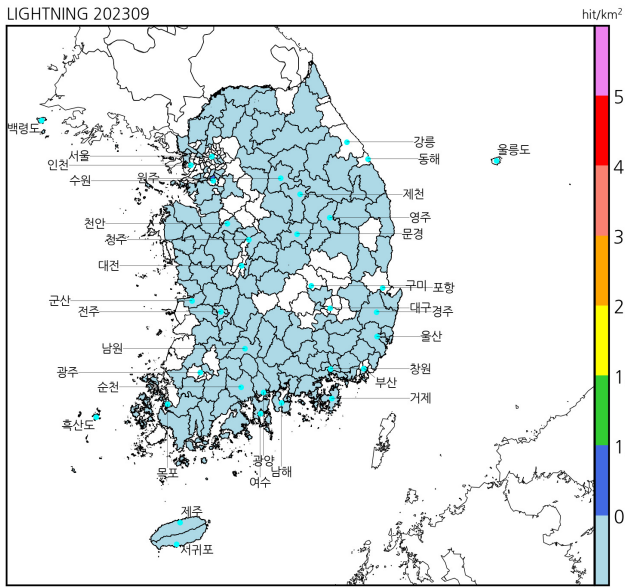 LIGHTNING 202309
hit/km2
5
4
3
2
1
1
0
백령도
서울
인천
수원
원주
강릉
동해
울릉도
제천
영주
문경
천안
청주
대전
구미
포항
군산
전주
대구
경주
울산
남원
광주
순천
창원
부산
거제
흑산도
목포
광양
남해
여수
제주
서귀포